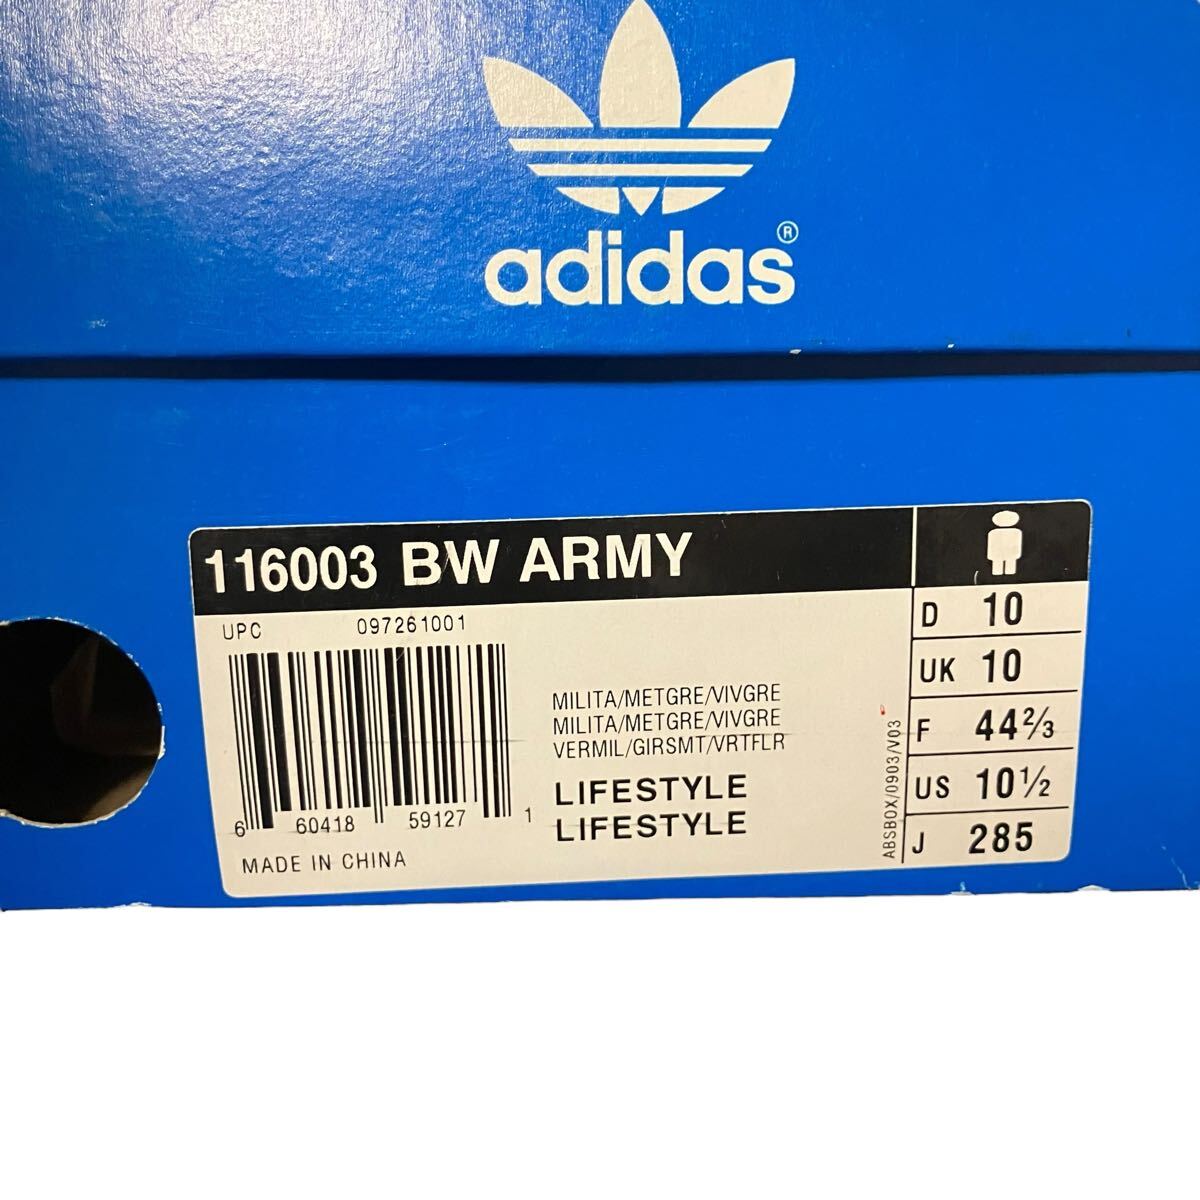 adidas®
116003 BW ARMY
UPC 097261001
6 60418 59127 1
MADE IN CHINA
MILITA/METGRE/VIVGRE
MILITA/METGRE/VIVGRE
VERMIL/GIRSMT/VRTFLR
LIFESTYLE
LIFESTYLE
ABSBOX/0903/V03
D 10
UK 10
F 44⅔
US 10½
J 285